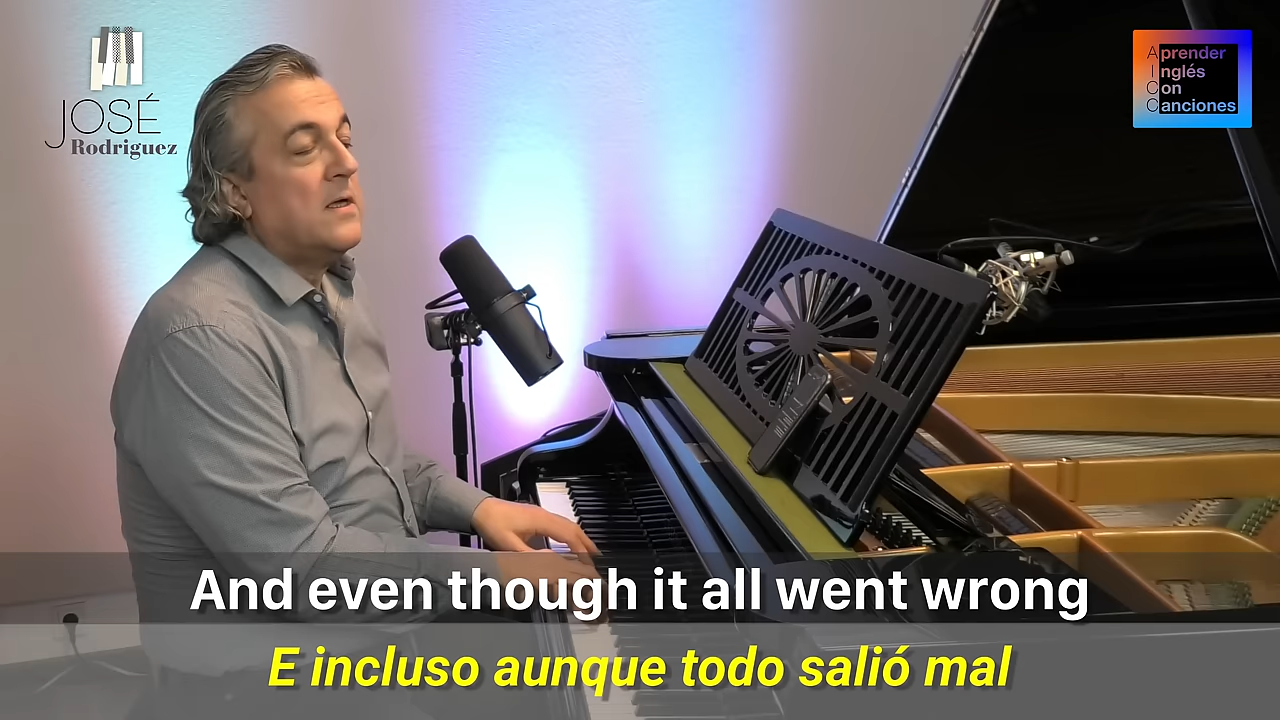 JOSÉ
Rodriguez
Aprender
Inglés
Con
Canciones
And even though it all went wrong
E incluso aunque todo salió mal